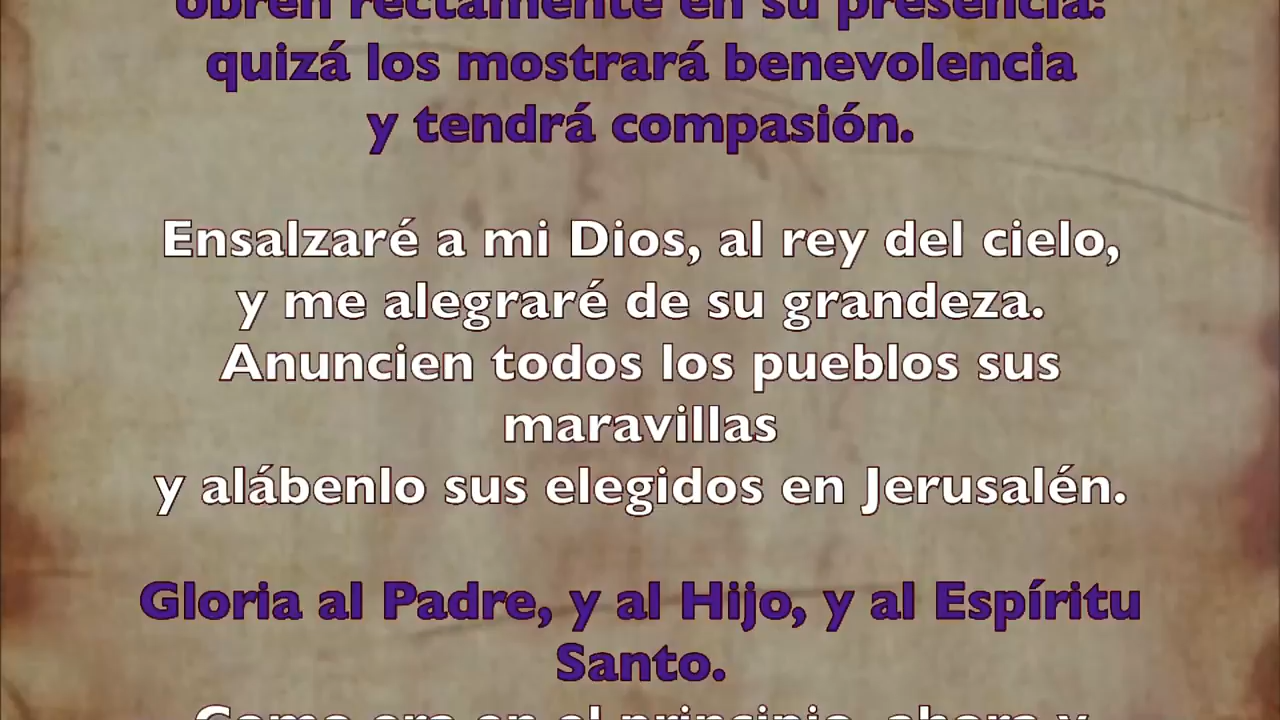 obren rectamente en su presencia:
quizá los mostrará benevolencia
y tendrá compasión.
Ensalzaré a mi Dios, al rey del cielo,
y me alegraré de su grandeza.
Anuncien todos los pueblos sus
maravillas
y alábenlo sus elegidos en Jerusalén.
Gloria al Padre, y al Hijo, y al Espíritu
Santo.
Como era en el principio, ahora y